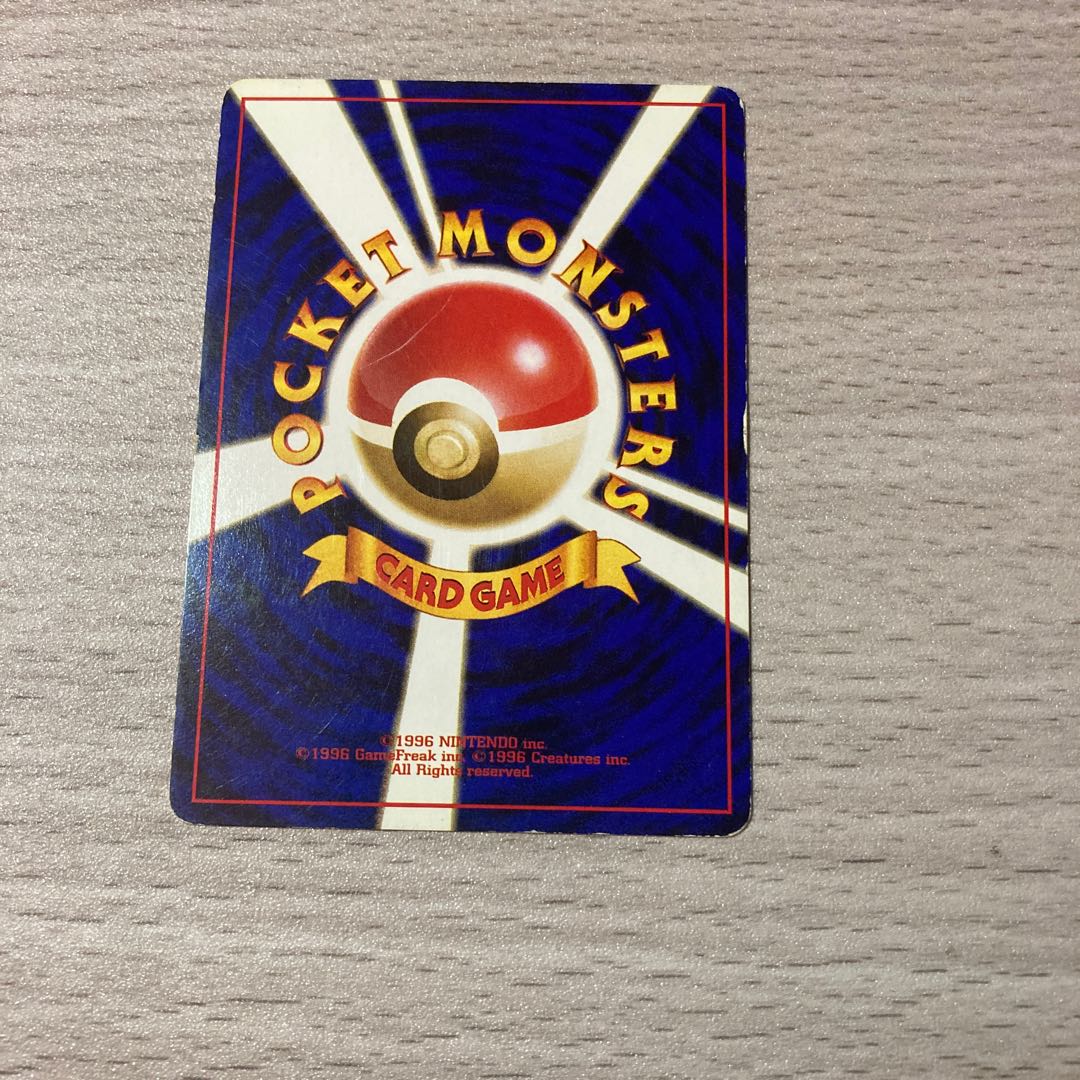 POCKET MONSTERS
CARD GAME
©1996 NINTENDO inc.
©1996 GameFreak inc. ©1996 Creatures inc.
All Rights reserved.